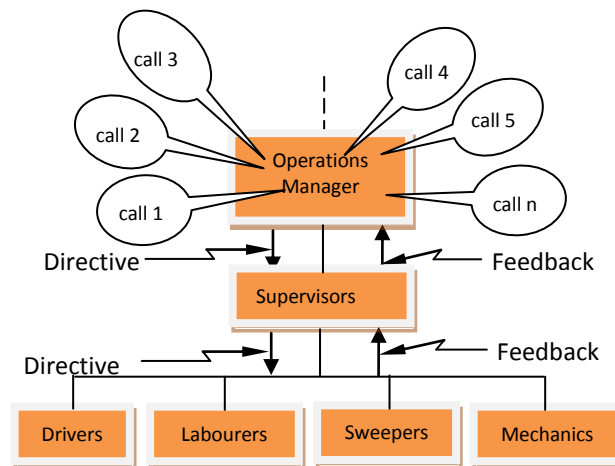 call 3
call 4
call 2
call 5
Operations
Manager
call 1
call n
Directive
Feedback
Supervisors
Directive
Feedback
Drivers
Labourers
Sweepers
Mechanics